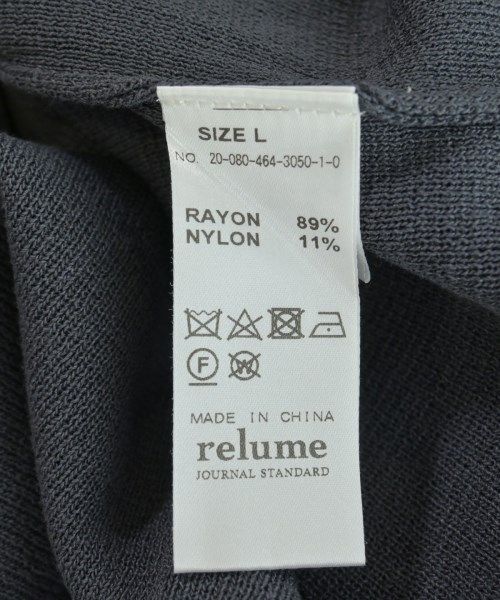 SIZE L
NO. 20-080-464-3050-1-0
RAYON 89%
NYLON 11%
F W
MADE IN CHINA
relume
JOURNAL STANDARD